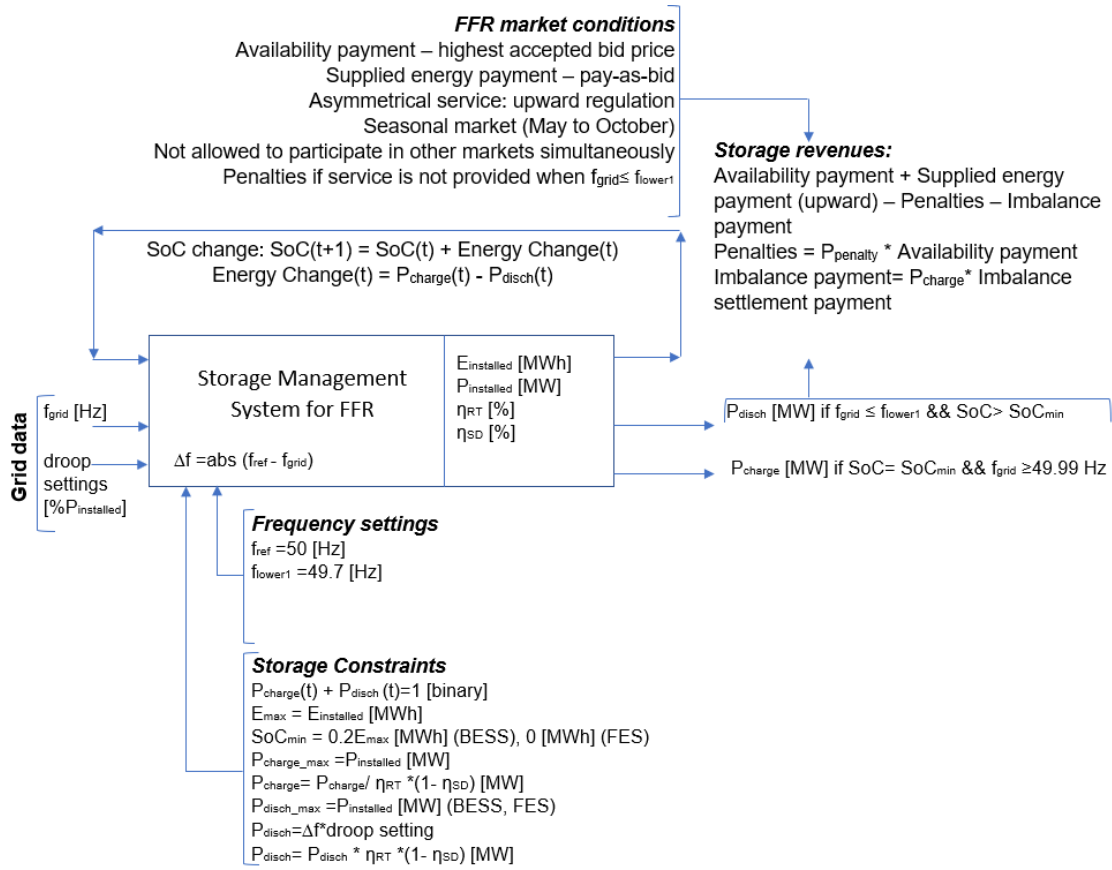 FFR market conditions
Availability payment – highest accepted bid price
Supplied energy payment – pay-as-bid
Asymmetrical service: upward regulation
Seasonal market (May to October)
Not allowed to participate in other markets simultaneously
Penalties if service is not provided when fgrid≤ flower1
Storage revenues:
Availability payment + Supplied energy
payment (upward) – Penalties – Imbalance
payment
Penalties = Ppenalty * Availability payment
Imbalance payment= Pcharge* Imbalance
settlement payment
SoC change: SoC(t+1) = SoC(t) + Energy Change(t)
Energy Change(t) = Pcharge(t) - Pdisch(t)
Grid data
fgrid [Hz]
droop
settings
[%Pinstalled]
Storage Management
System for FFR
Δf =abs (fref - fgrid)
Einstalled [MWh]
Pinstalled [MW]
ηRT [%]
ηSD [%]
Pdisch [MW] if fgrid ≤ flower1 && SoC> SoCmin
Pcharge [MW] if SoC= SoCmin && fgrid ≥49.99 Hz
Frequency settings
fref =50 [Hz]
flower1 =49.7 [Hz]
Storage Constraints
Pcharge(t) + Pdisch (t)=1 [binary]
Emax = Einstalled [MWh]
SoCmin = 0.2Emax [MWh] (BESS), 0 [MWh] (FES)
Pcharge_max =Pinstalled [MW]
Pcharge= Pcharge/ ηRT *(1- ηSD) [MW]
Pdisch_max =Pinstalled [MW] (BESS, FES)
Pdisch=Δf*droop setting
Pdisch= Pdisch * ηRT *(1- ηSD) [MW]